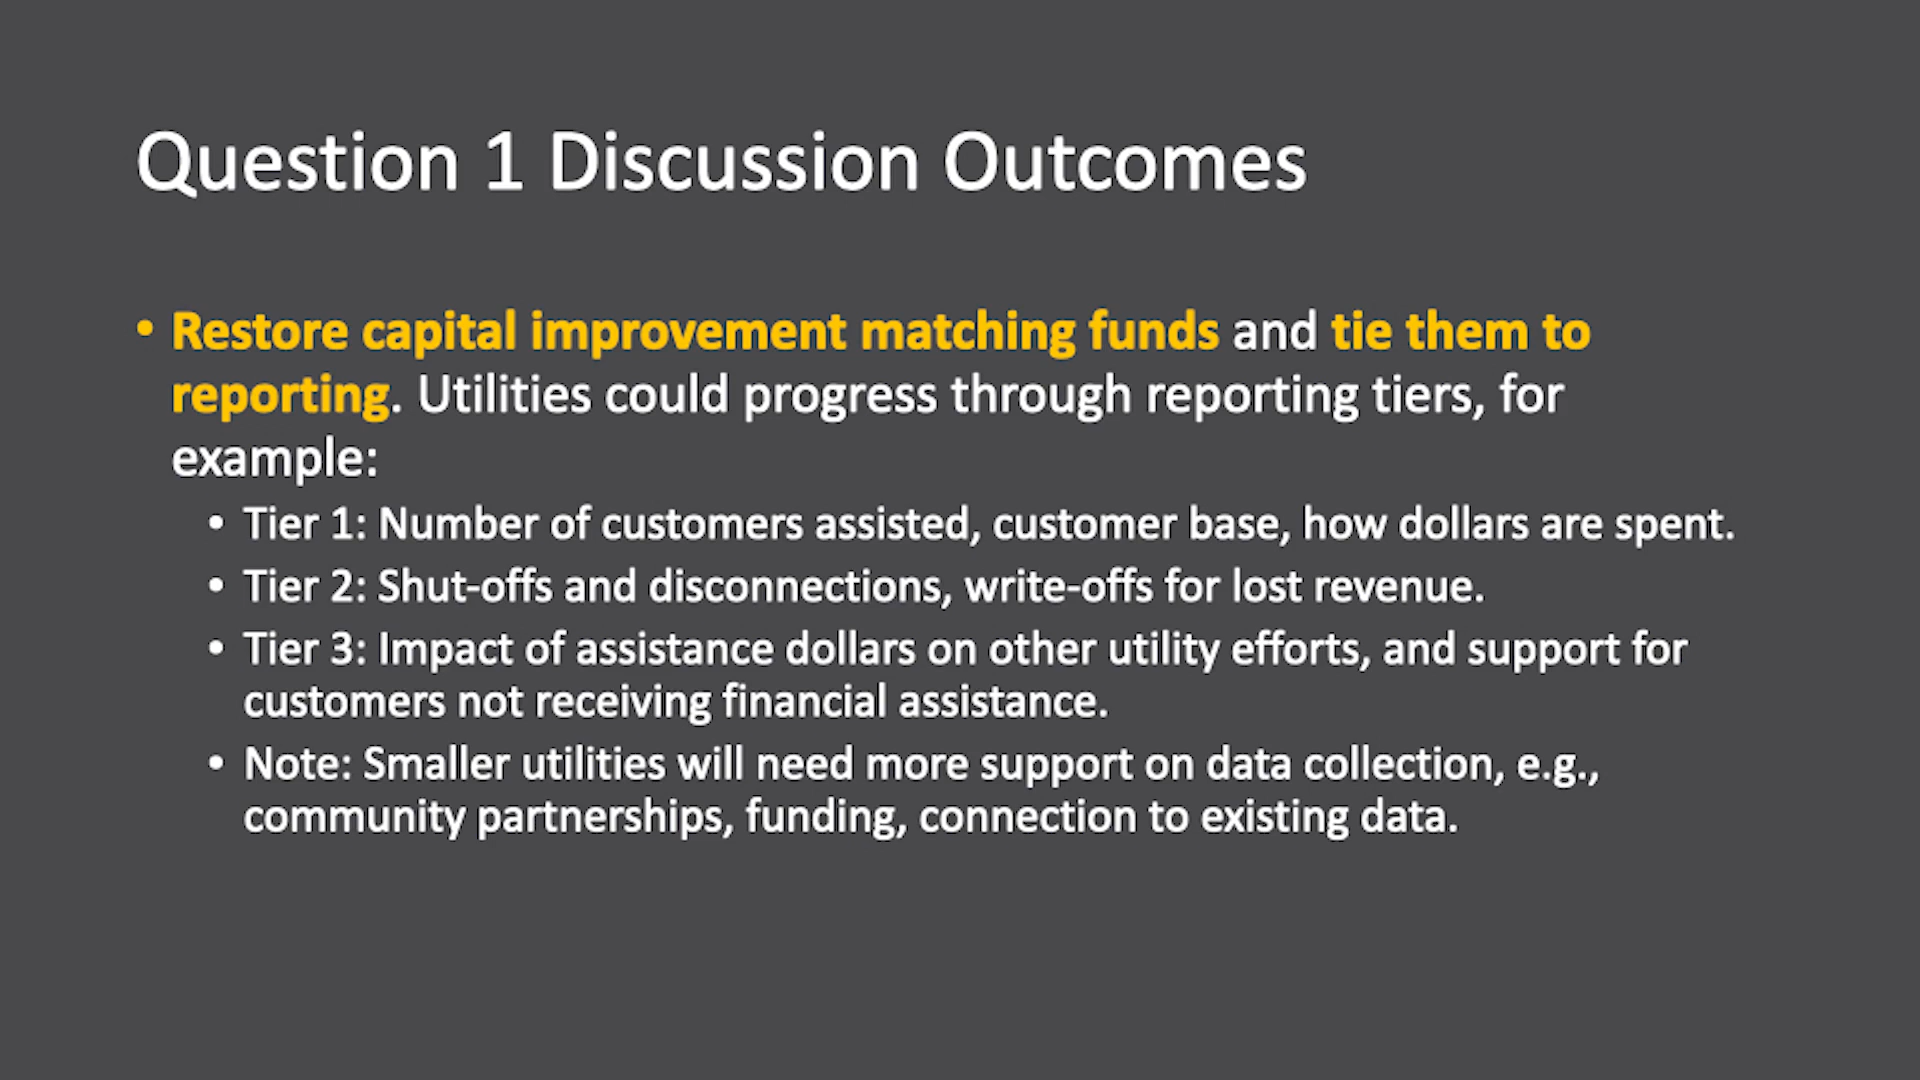 Question 1 Discussion Outcomes
• Restore capital improvement matching funds and tie them to
reporting. Utilities could progress through reporting tiers, for
example:
• Tier 1: Number of customers assisted, customer base, how dollars are spent.
• Tier 2: Shut-offs and disconnections, write-offs for lost revenue.
• Tier 3: Impact of assistance dollars on other utility efforts, and support for
customers not receiving financial assistance.
• Note: Smaller utilities will need more support on data collection, e.g.,
community partnerships, funding, connection to existing data.